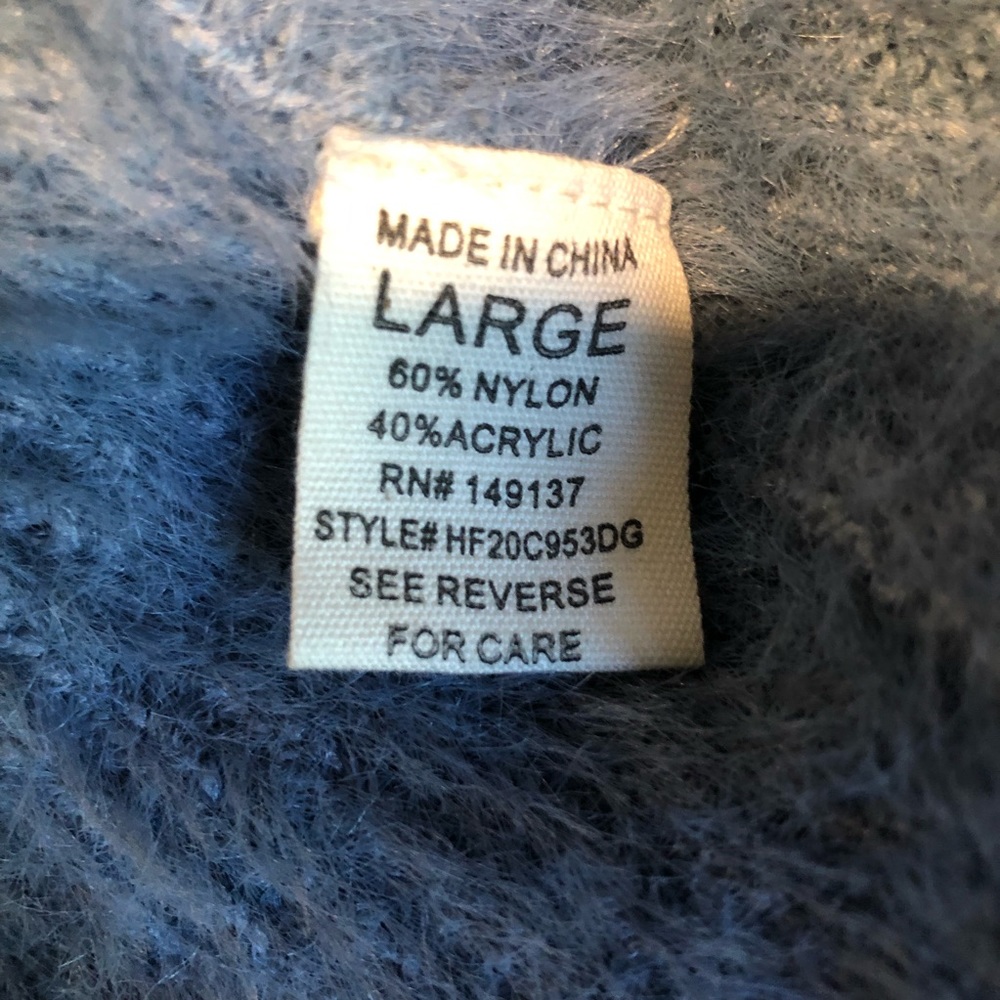 MADE IN CHINA
LARGE
60% NYLON
40%ACRYLIC
RN# 149137
STYLE# HF20C953DG
SEE REVERSE
FOR CARE